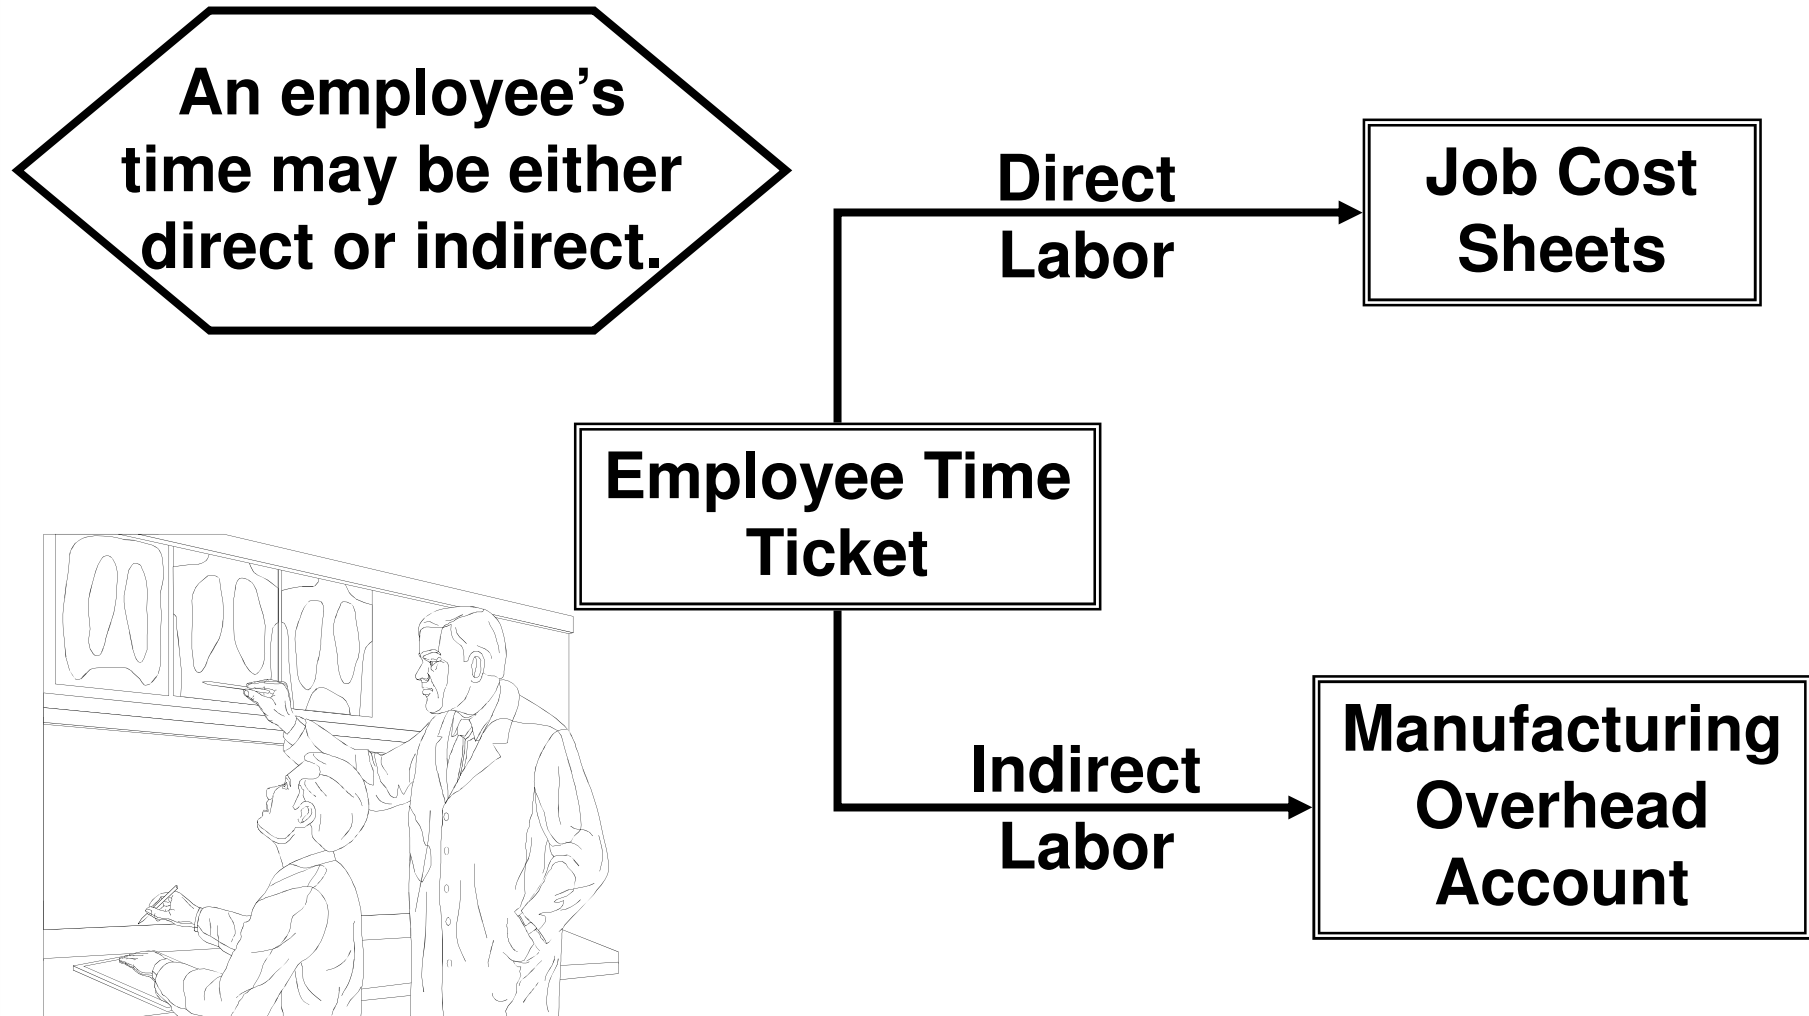 An employee’s
time may be either
direct or indirect.
Direct
Labor
Job Cost
Sheets
Employee Time
Ticket
Indirect
Labor
Manufacturing
Overhead
Account